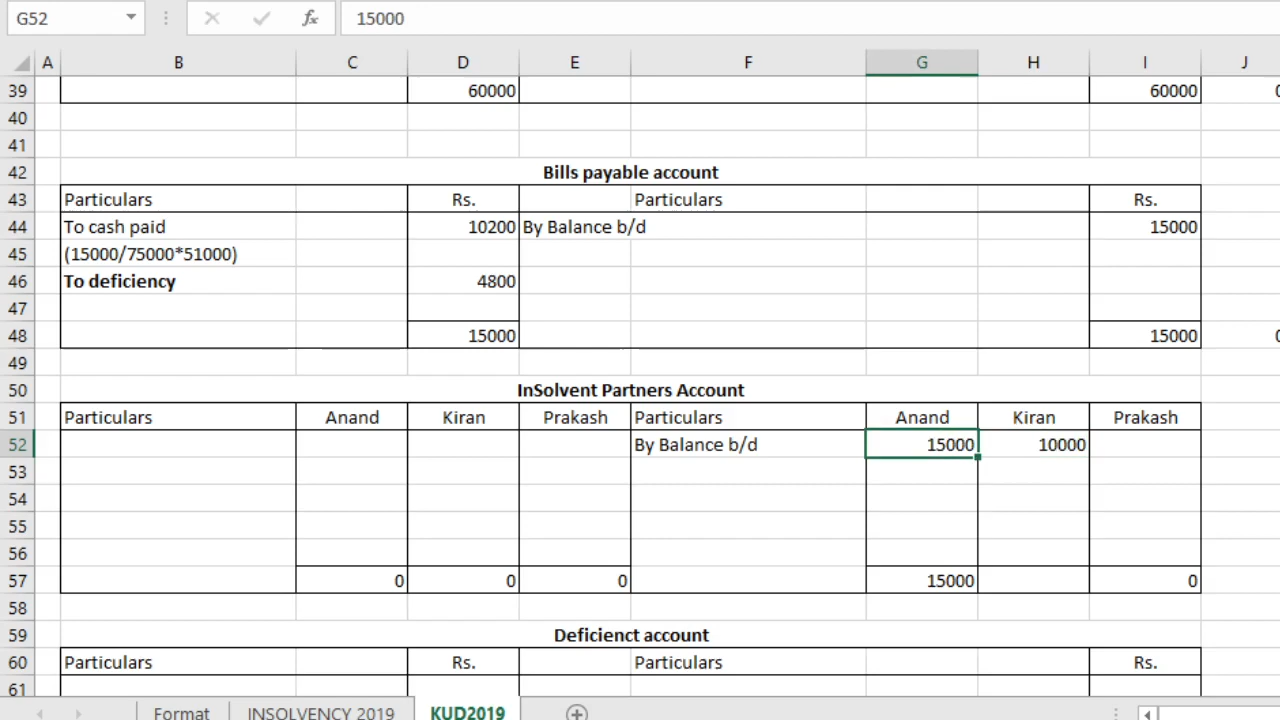 G52 fx 15000
A B C D E F G H I J
39 60000 60000
40
41
42 Bills payable account
43 Particulars Rs. Particulars Rs.
44 To cash paid 10200 By Balance b/d 15000
45 (15000/75000*51000)
46 To deficiency 4800
47
48 15000 15000
49
50 InSolvent Partners Account
51 Particulars Anand Kiran Prakash Particulars Anand Kiran Prakash
52 By Balance b/d 15000 10000
53
54
55
56
57 0 0 0 15000 0
58
59 Deficienct account
60 Particulars Rs. Particulars Rs.
61
Format INSOLVENCY 2019 KUD2019